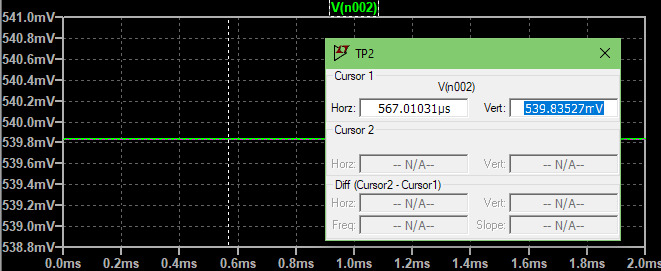 V(n002)
541.0mV
540.8mV
540.6mV
540.4mV
540.2mV
540.0mV
539.8mV
539.6mV
539.4mV
539.2mV
539.0mV
538.8mV
TP2
Cursor 1
V(n002)
Horz: 567.01031µs Vert: 539.83527mV
Cursor 2
Horz: -- N/A-- Vert: -- N/A--
Diff (Cursor2 - Cursor1)
Horz: -- N/A-- Vert: -- N/A--
Freq: -- N/A-- Slope: -- N/A--
0.0ms 0.2ms 0.4ms 0.6ms 0.8ms 1.0ms 1.2ms 1.4ms 1.6ms 1.8ms 2.0ms